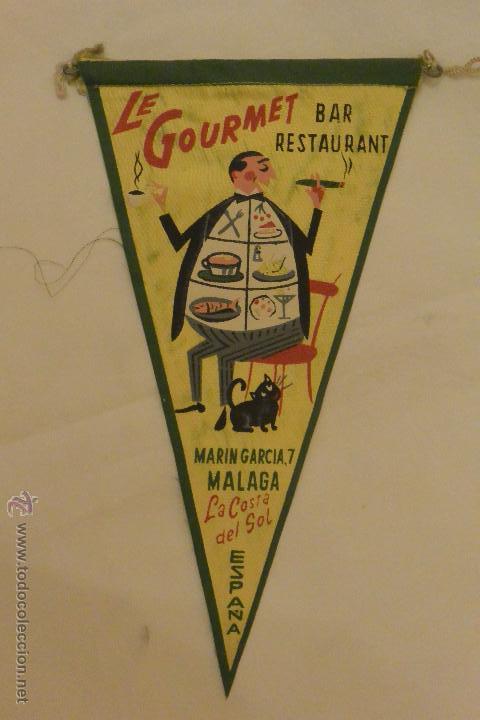 LE GOURMET
BAR
RESTAURANT
MARIN GARCIA, 7
MALAGA
La Costa
del Sol
ESPAÑA
© www.todocoleccion.net